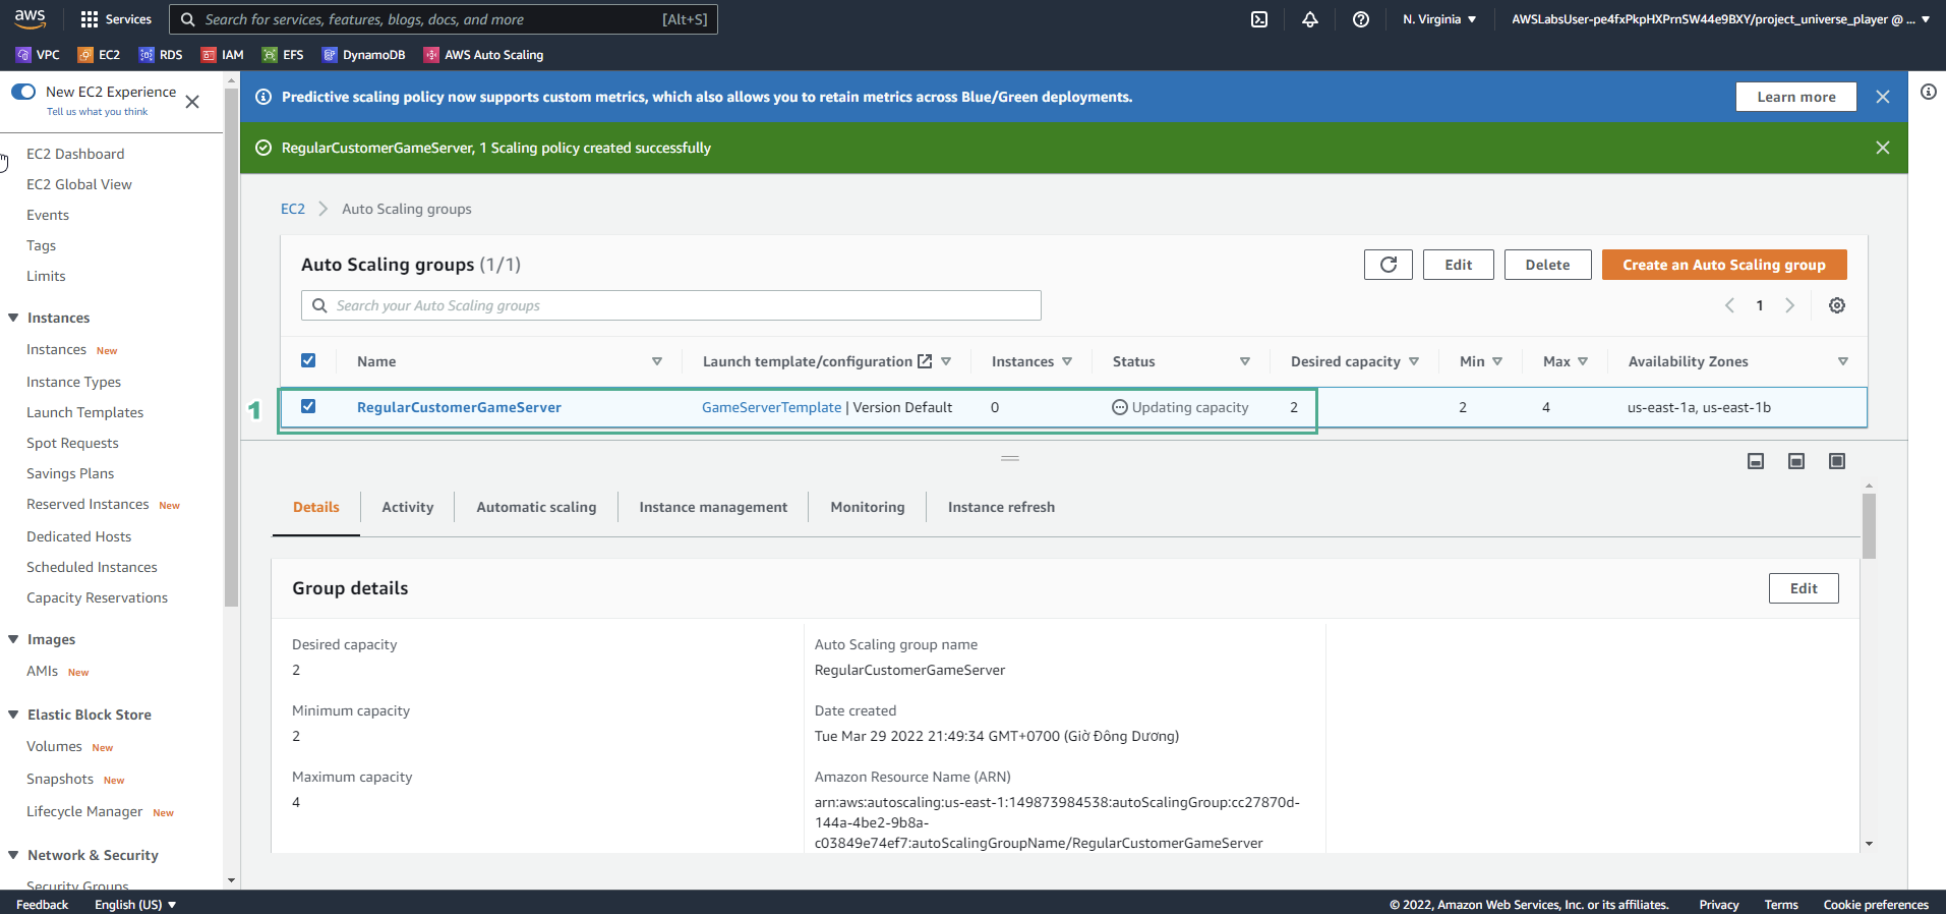 aws
Services
Search for services, features, blogs, docs, and more
[Alt+S]
N. Virginia ▼
AWSLabsUser-pe4fxPkpHXPrnSW44e9BXY/project_universe_player @ ... ▼
VPC
EC2
RDS
IAM
EFS
DynamoDB
AWS Auto Scaling
New EC2 Experience
Tell us what you think
EC2 Dashboard
EC2 Global View
Events
Tags
Limits
Instances
Instances New
Instance Types
Launch Templates
Spot Requests
Savings Plans
Reserved Instances New
Dedicated Hosts
Scheduled Instances
Capacity Reservations
Images
AMIs New
Elastic Block Store
Volumes New
Snapshots New
Lifecycle Manager New
Network & Security
Security Groups
Predictive scaling policy now supports custom metrics, which also allows you to retain metrics across Blue/Green deployments.
Learn more
RegularCustomerGameServer, 1 Scaling policy created successfully
EC2 > Auto Scaling groups
Auto Scaling groups (1/1)
Edit
Delete
Create an Auto Scaling group
Search your Auto Scaling groups
1
Name
Launch template/configuration
Instances
Status
Desired capacity
Min
Max
Availability Zones
1
RegularCustomerGameServer
GameServerTemplate | Version Default
0
Updating capacity
2
2
4
us-east-1a, us-east-1b
Details
Activity
Automatic scaling
Instance management
Monitoring
Instance refresh
Group details
Edit
Desired capacity
2
Minimum capacity
2
Maximum capacity
4
Auto Scaling group name
RegularCustomerGameServer
Date created
Tue Mar 29 2022 21:49:34 GMT+0700 (Giờ Đông Dương)
Amazon Resource Name (ARN)
arn:aws:autoscaling:us-east-1:149873984538:autoScalingGroup:cc27870d-
144a-4be2-9b8a-
c03849e74ef7:autoScalingGroupName/RegularCustomerGameServer
Feedback
English (US) ▼
© 2022, Amazon Web Services, Inc. or its affiliates.
Privacy
Terms
Cookie preferences